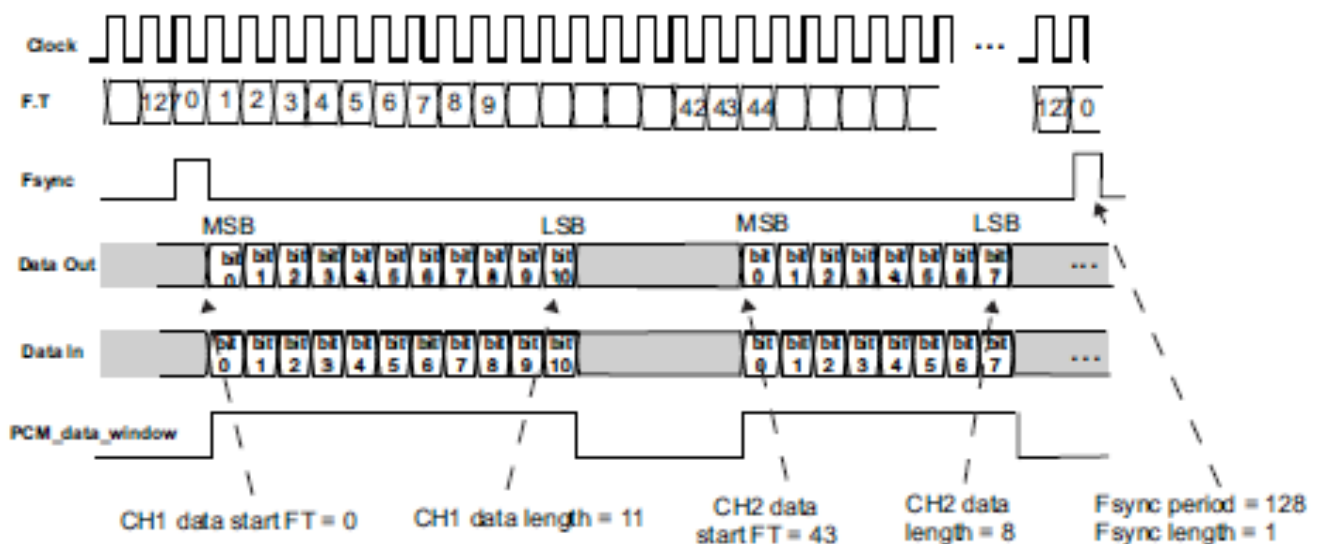 Clock ...
F.T 127 0 1 2 3 4 5 6 7 8 9 42 43 44 127 0
Fsync
MSB LSB MSB LSB
Data Out bit 0 bit 1 bit 2 bit 3 bit 4 bit 5 bit 6 bit 7 bit 8 bit 9 bit 10 bit 0 bit 1 bit 2 bit 3 bit 4 bit 5 bit 6 bit 7 ...
Data In bit 0 bit 1 bit 2 bit 3 bit 4 bit 5 bit 6 bit 7 bit 8 bit 9 bit 10 bit 0 bit 1 bit 2 bit 3 bit 4 bit 5 bit 6 bit 7 ...
PCM_data_window
CH1 data start FT = 0
CH1 data length = 11
CH2 data
start FT = 43
CH2 data
length = 8
Fsync period = 128
Fsync length = 1